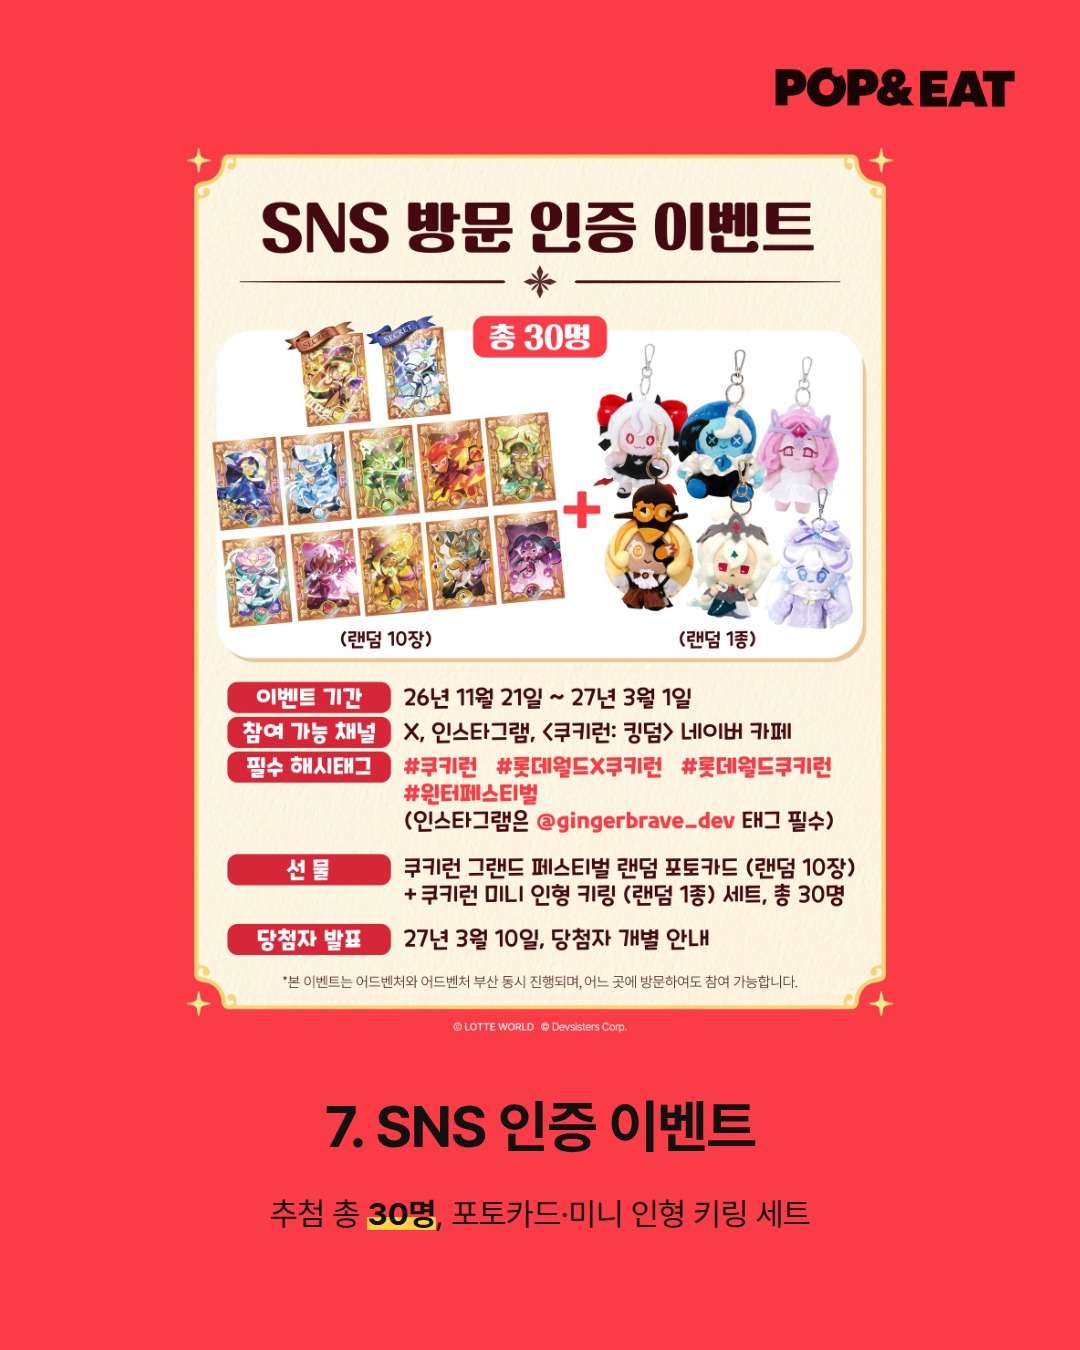 POP&EAT
SNS 방문 인증 이벤트
총 30명
SECRET
SECRET
(랜덤 10장)
(랜덤 1종)
이벤트 기간 26년 11월 21일 ~ 27년 3월 1일
참여 가능 채널 X, 인스타그램, <쿠키런: 킹덤> 네이버 카페
필수 해시태그 #쿠키런 #롯데월드X쿠키런 #롯데월드쿠키런
#윈터페스티벌
(인스타그램은 @gingerbrave_dev 태그 필수)
선 물 쿠키런 그랜드 페스티벌 랜덤 포토카드 (랜덤 10장)
+ 쿠키런 미니 인형 키링 (랜덤 1종) 세트, 총 30명
당첨자 발표 27년 3월 10일, 당첨자 개별 안내
*본 이벤트는 어드벤처와 어드벤처 부산 동시 진행되며, 어느 곳에 방문하여도 참여 가능합니다.
© LOTTE WORLD © Devsisters Corp.
7. SNS 인증 이벤트
추첨 총 30명, 포토카드·미니 인형 키링 세트